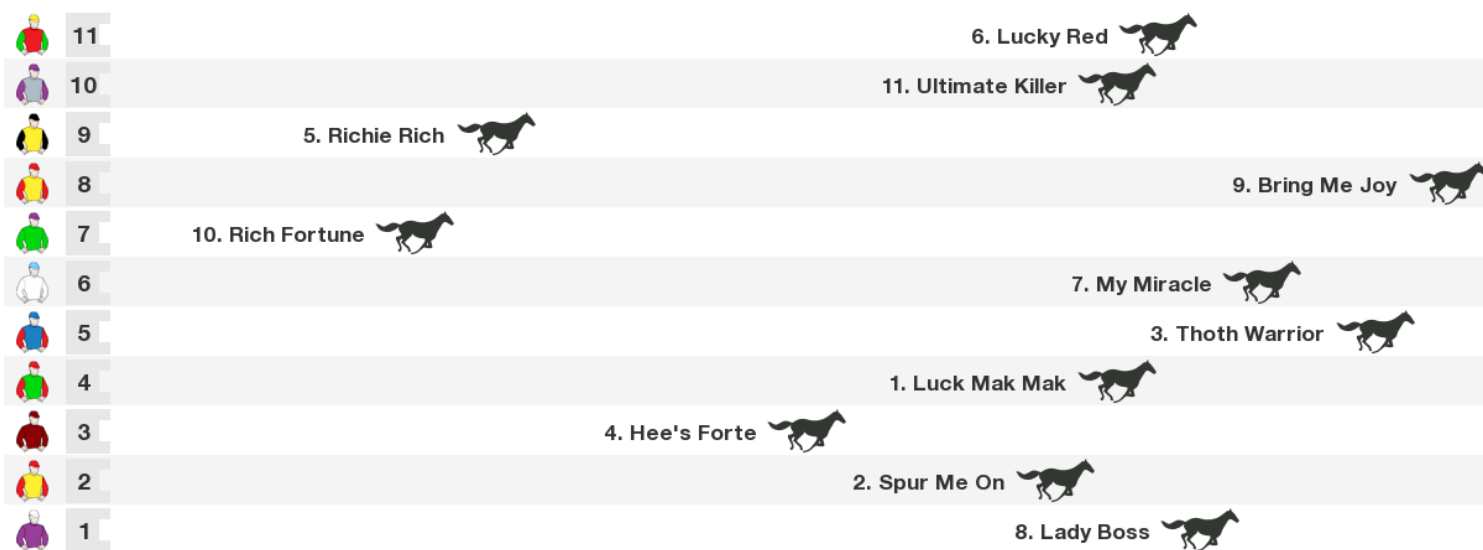 11 6. Lucky Red
10 11. Ultimate Killer
9 5. Richie Rich
8 9. Bring Me Joy
7 10. Rich Fortune
6 7. My Miracle
5 3. Thoth Warrior
4 1. Luck Mak Mak
3 4. Hee's Forte
2 2. Spur Me On
1 8. Lady Boss